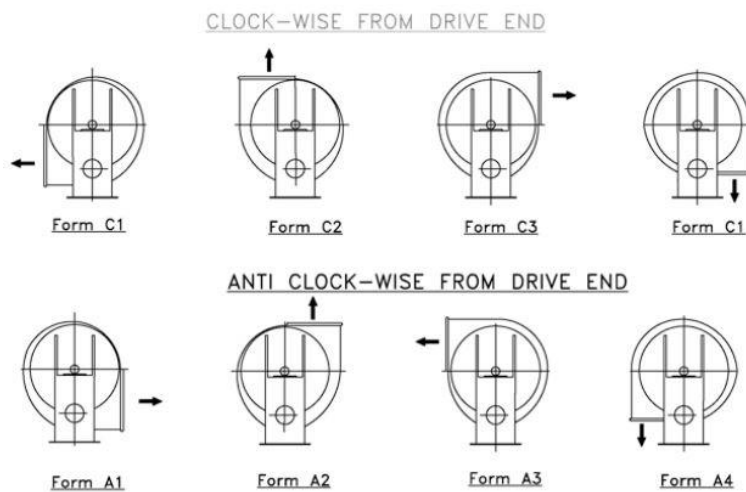 CLOCK-WISE FROM DRIVE END
Form C1 Form C2 Form C3 Form C1
ANTI CLOCK-WISE FROM DRIVE END
Form A1 Form A2 Form A3 Form A4